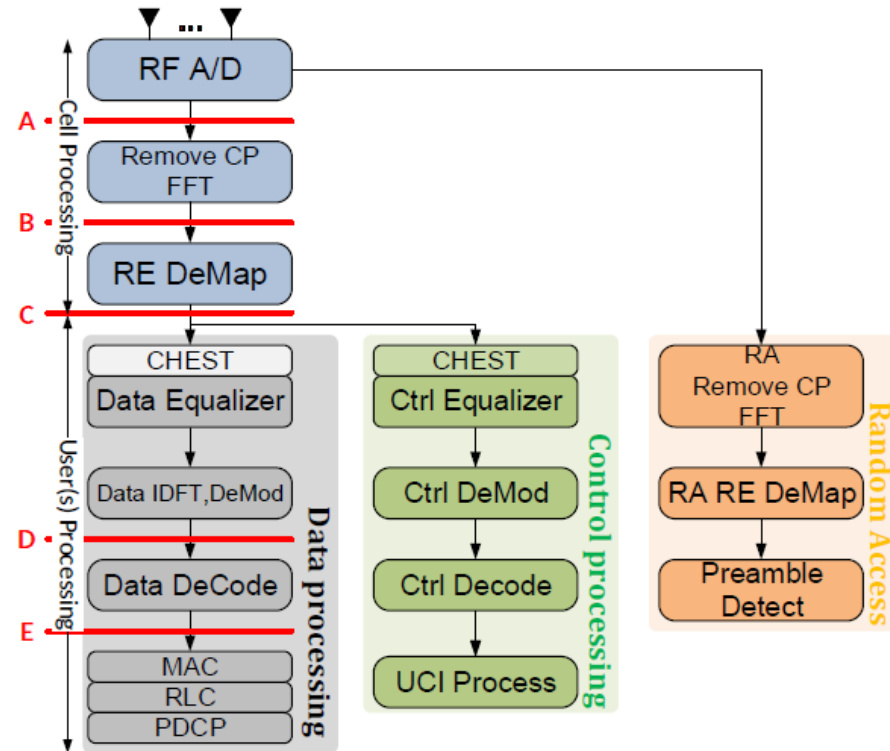 ...
RF A/D
A
Cell Processing
Remove CP
FFT
B
RE DeMap
C
User(s) Processing
CHEST
Data Equalizer
Data IDFT,DeMod
D
Data DeCode
E
MAC
RLC
PDCP
Data processing
CHEST
Ctrl Equalizer
Ctrl DeMod
Ctrl Decode
UCI Process
Control processing
RA
Remove CP
FFT
RA RE DeMap
Preamble
Detect
Random Access